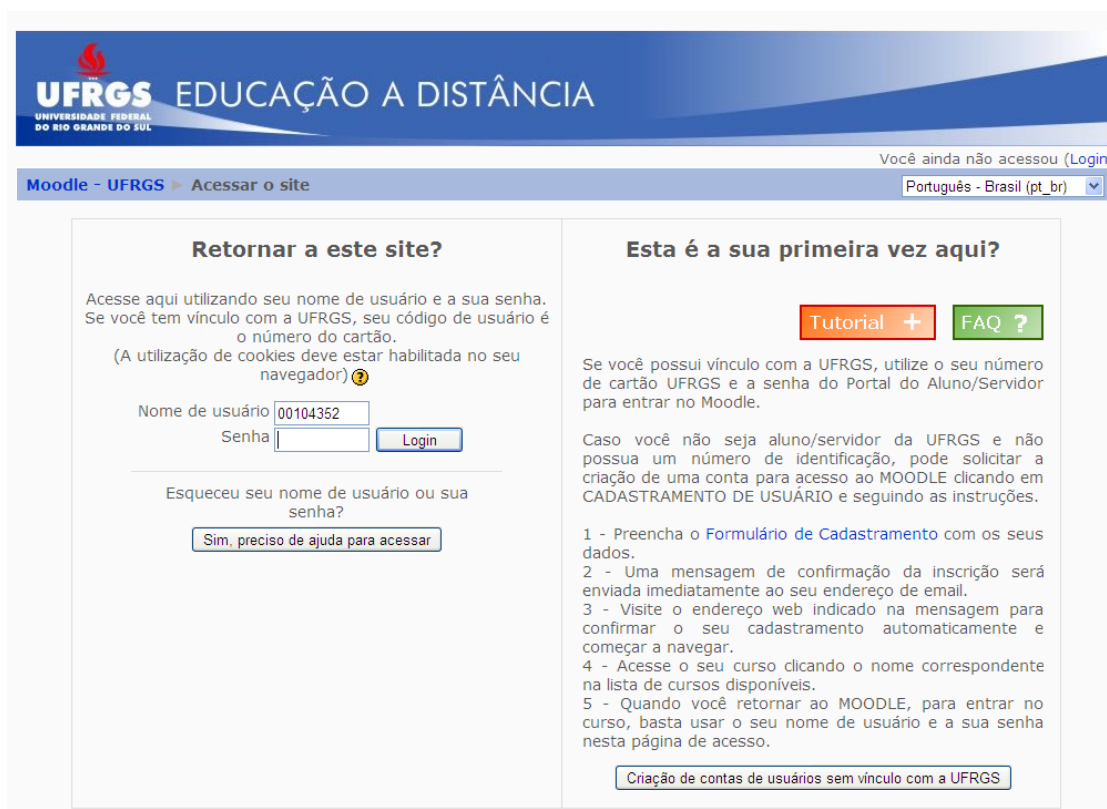 UFRGS
UNIVERSIDADE FEDERAL
DO RIO GRANDE DO SUL
EDUCAÇÃO A DISTÂNCIA
Você ainda não acessou (Login
Moodle - UFRGS ► Acessar o site
Português - Brasil (pt_br)
Retornar a este site?
Acesse aqui utilizando seu nome de usuário e a sua senha.
Se você tem vínculo com a UFRGS, seu código de usuário é
o número do cartão.
(A utilização de cookies deve estar habilitada no seu
navegador) ?
Nome de usuário 00104352
Senha
Login
Esqueceu seu nome de usuário ou sua
senha?
Sim, preciso de ajuda para acessar
Esta é a sua primeira vez aqui?
Tutorial +
FAQ ?
Se você possui vínculo com a UFRGS, utilize o seu número
de cartão UFRGS e a senha do Portal do Aluno/Servidor
para entrar no Moodle.
Caso você não seja aluno/servidor da UFRGS e não
possua um número de identificação, pode solicitar a
criação de uma conta para acesso ao MOODLE clicando em
CADASTRAMENTO DE USUÁRIO e seguindo as instruções.
1 - Preencha o Formulário de Cadastramento com os seus
dados.
2 - Uma mensagem de confirmação da inscrição será
enviada imediatamente ao seu endereço de email.
3 - Visite o endereço web indicado na mensagem para
confirmar o seu cadastramento automaticamente e
começar a navegar.
4 - Acesse o seu curso clicando o nome correspondente
na lista de cursos disponíveis.
5 - Quando você retornar ao MOODLE, para entrar no
curso, basta usar o seu nome de usuário e a sua senha
nesta página de acesso.
Criação de contas de usuários sem vínculo com a UFRGS